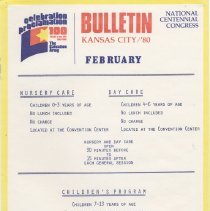 celebration
proclamation
100
The
Salvation
Army
BULLETIN
KANSAS CITY/'80
NATIONAL
CENTENNIAL
CONGRESS
FEBRUARY
NURSERY CARE
DAY CARE
CHILDREN 0-3 YEARS OF AGE
NO LUNCH INCLUDED
NO CHARGE
LOCATED AT THE CONVENTION CENTER
CHILDREN 4-6 YEARS OF AGE
NO LUNCH INCLUDED
NO CHARGE
LOCATED AT THE CONVENTION CENTER
NURSERY AND DAY CARE
OPEN
30 MINUTES BEFORE
TO
15 MINUTES AFTER
EACH GENERAL SESSION
CHILDREN'S PROGRAM
CHILDREN 7-13 YEARS OF AGE